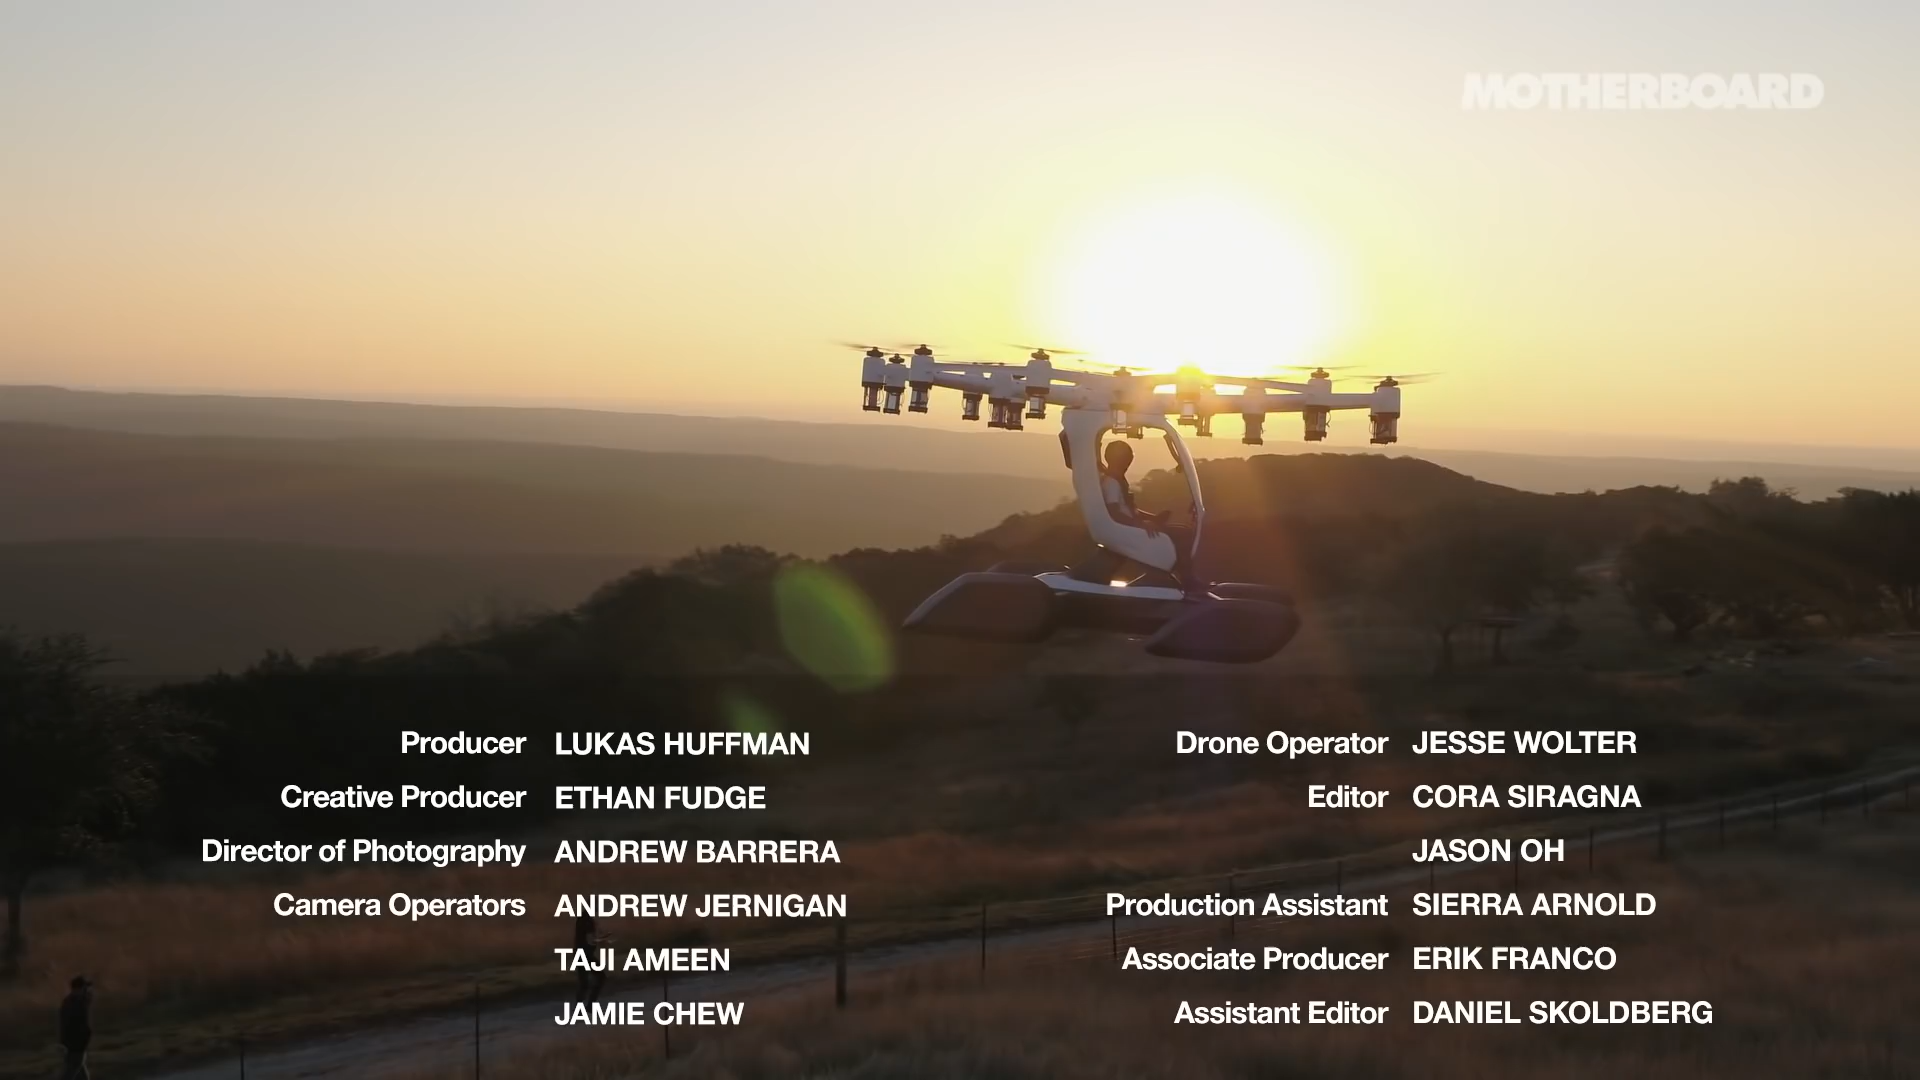 MOTHERBOARD
Producer LUKAS HUFFMAN
Creative Producer ETHAN FUDGE
Director of Photography ANDREW BARRERA
Camera Operators ANDREW JERNIGAN
TAJI AMEEN
JAMIE CHEW
Drone Operator JESSE WOLTER
Editor CORA SIRAGNA
JASON OH
Production Assistant SIERRA ARNOLD
Associate Producer ERIK FRANCO
Assistant Editor DANIEL SKOLDBERG